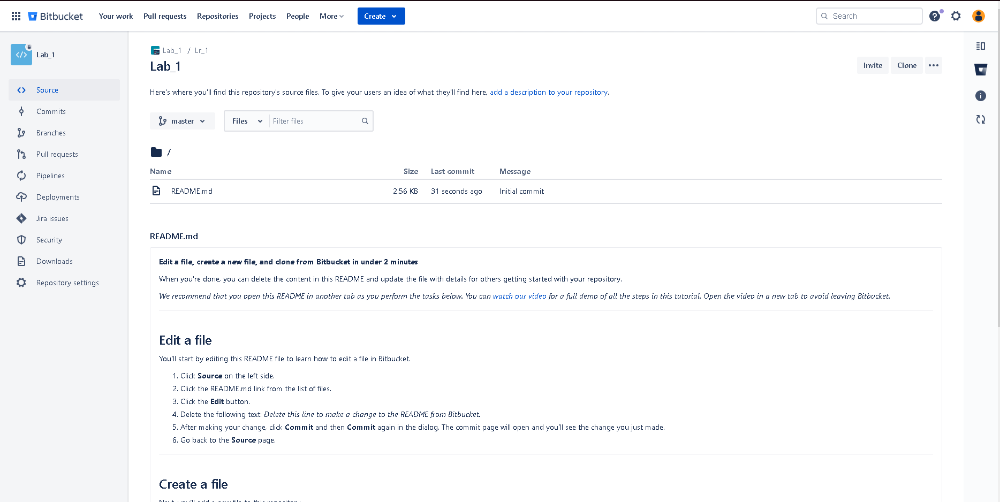 Bitbucket Your work Pull requests Repositories Projects People More Create Search
Lab_1
Source
Commits
Branches
Pull requests
Pipelines
Deployments
Jira issues
Security
Downloads
Repository settings
Lab_1 / Lr_1
Lab_1
Invite Clone
Here's where you'll find this repository's source files. To give your users an idea of what they'll find here, add a description to your repository.
master Files Filter files
/
Name Size Last commit Message
README.md 2.56 KB 31 seconds ago Initial commit
README.md
Edit a file, create a new file, and clone from Bitbucket in under 2 minutes
When you're done, you can delete the content in this README and update the file with details for others getting started with your repository.
We recommend that you open this README in another tab as you perform the tasks below. You can watch our video for a full demo of all the steps in this tutorial. Open the video in a new tab to avoid leaving Bitbucket.
Edit a file
You'll start by editing this README file to learn how to edit a file in Bitbucket.
1. Click Source on the left side.
2. Click the README.md link from the list of files.
3. Click the Edit button.
4. Delete the following text: Delete this line to make a change to the README from Bitbucket.
5. After making your change, click Commit and then Commit again in the dialog. The commit page will open and you'll see the change you just made.
6. Go back to the Source page.
Create a file
Next, you'll add a new file to this repository.